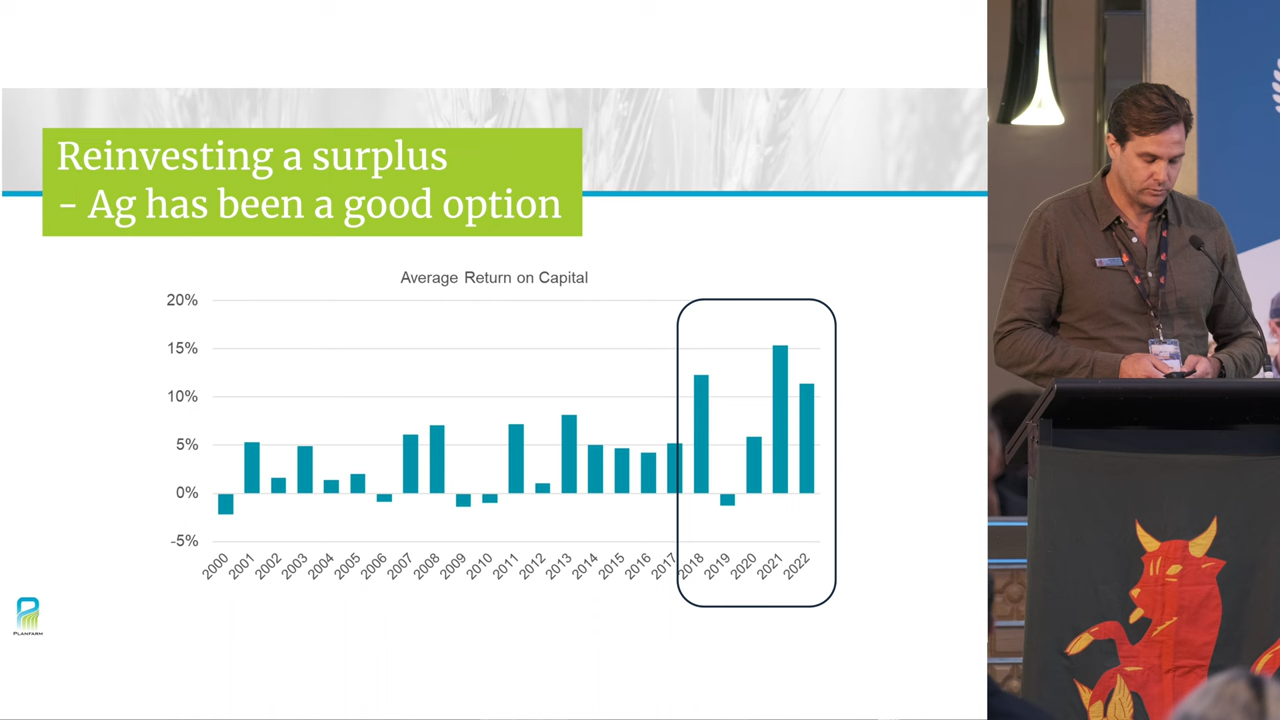 Reinvesting a surplus
- Ag has been a good option
Average Return on Capital
20%
15%
10%
5%
0%
-5%
2000 2001 2002 2003 2004 2005 2006 2007 2008 2009 2010 2011 2012 2013 2014 2015 2016 2017 2018 2019 2020 2021 2022
PLANFARM